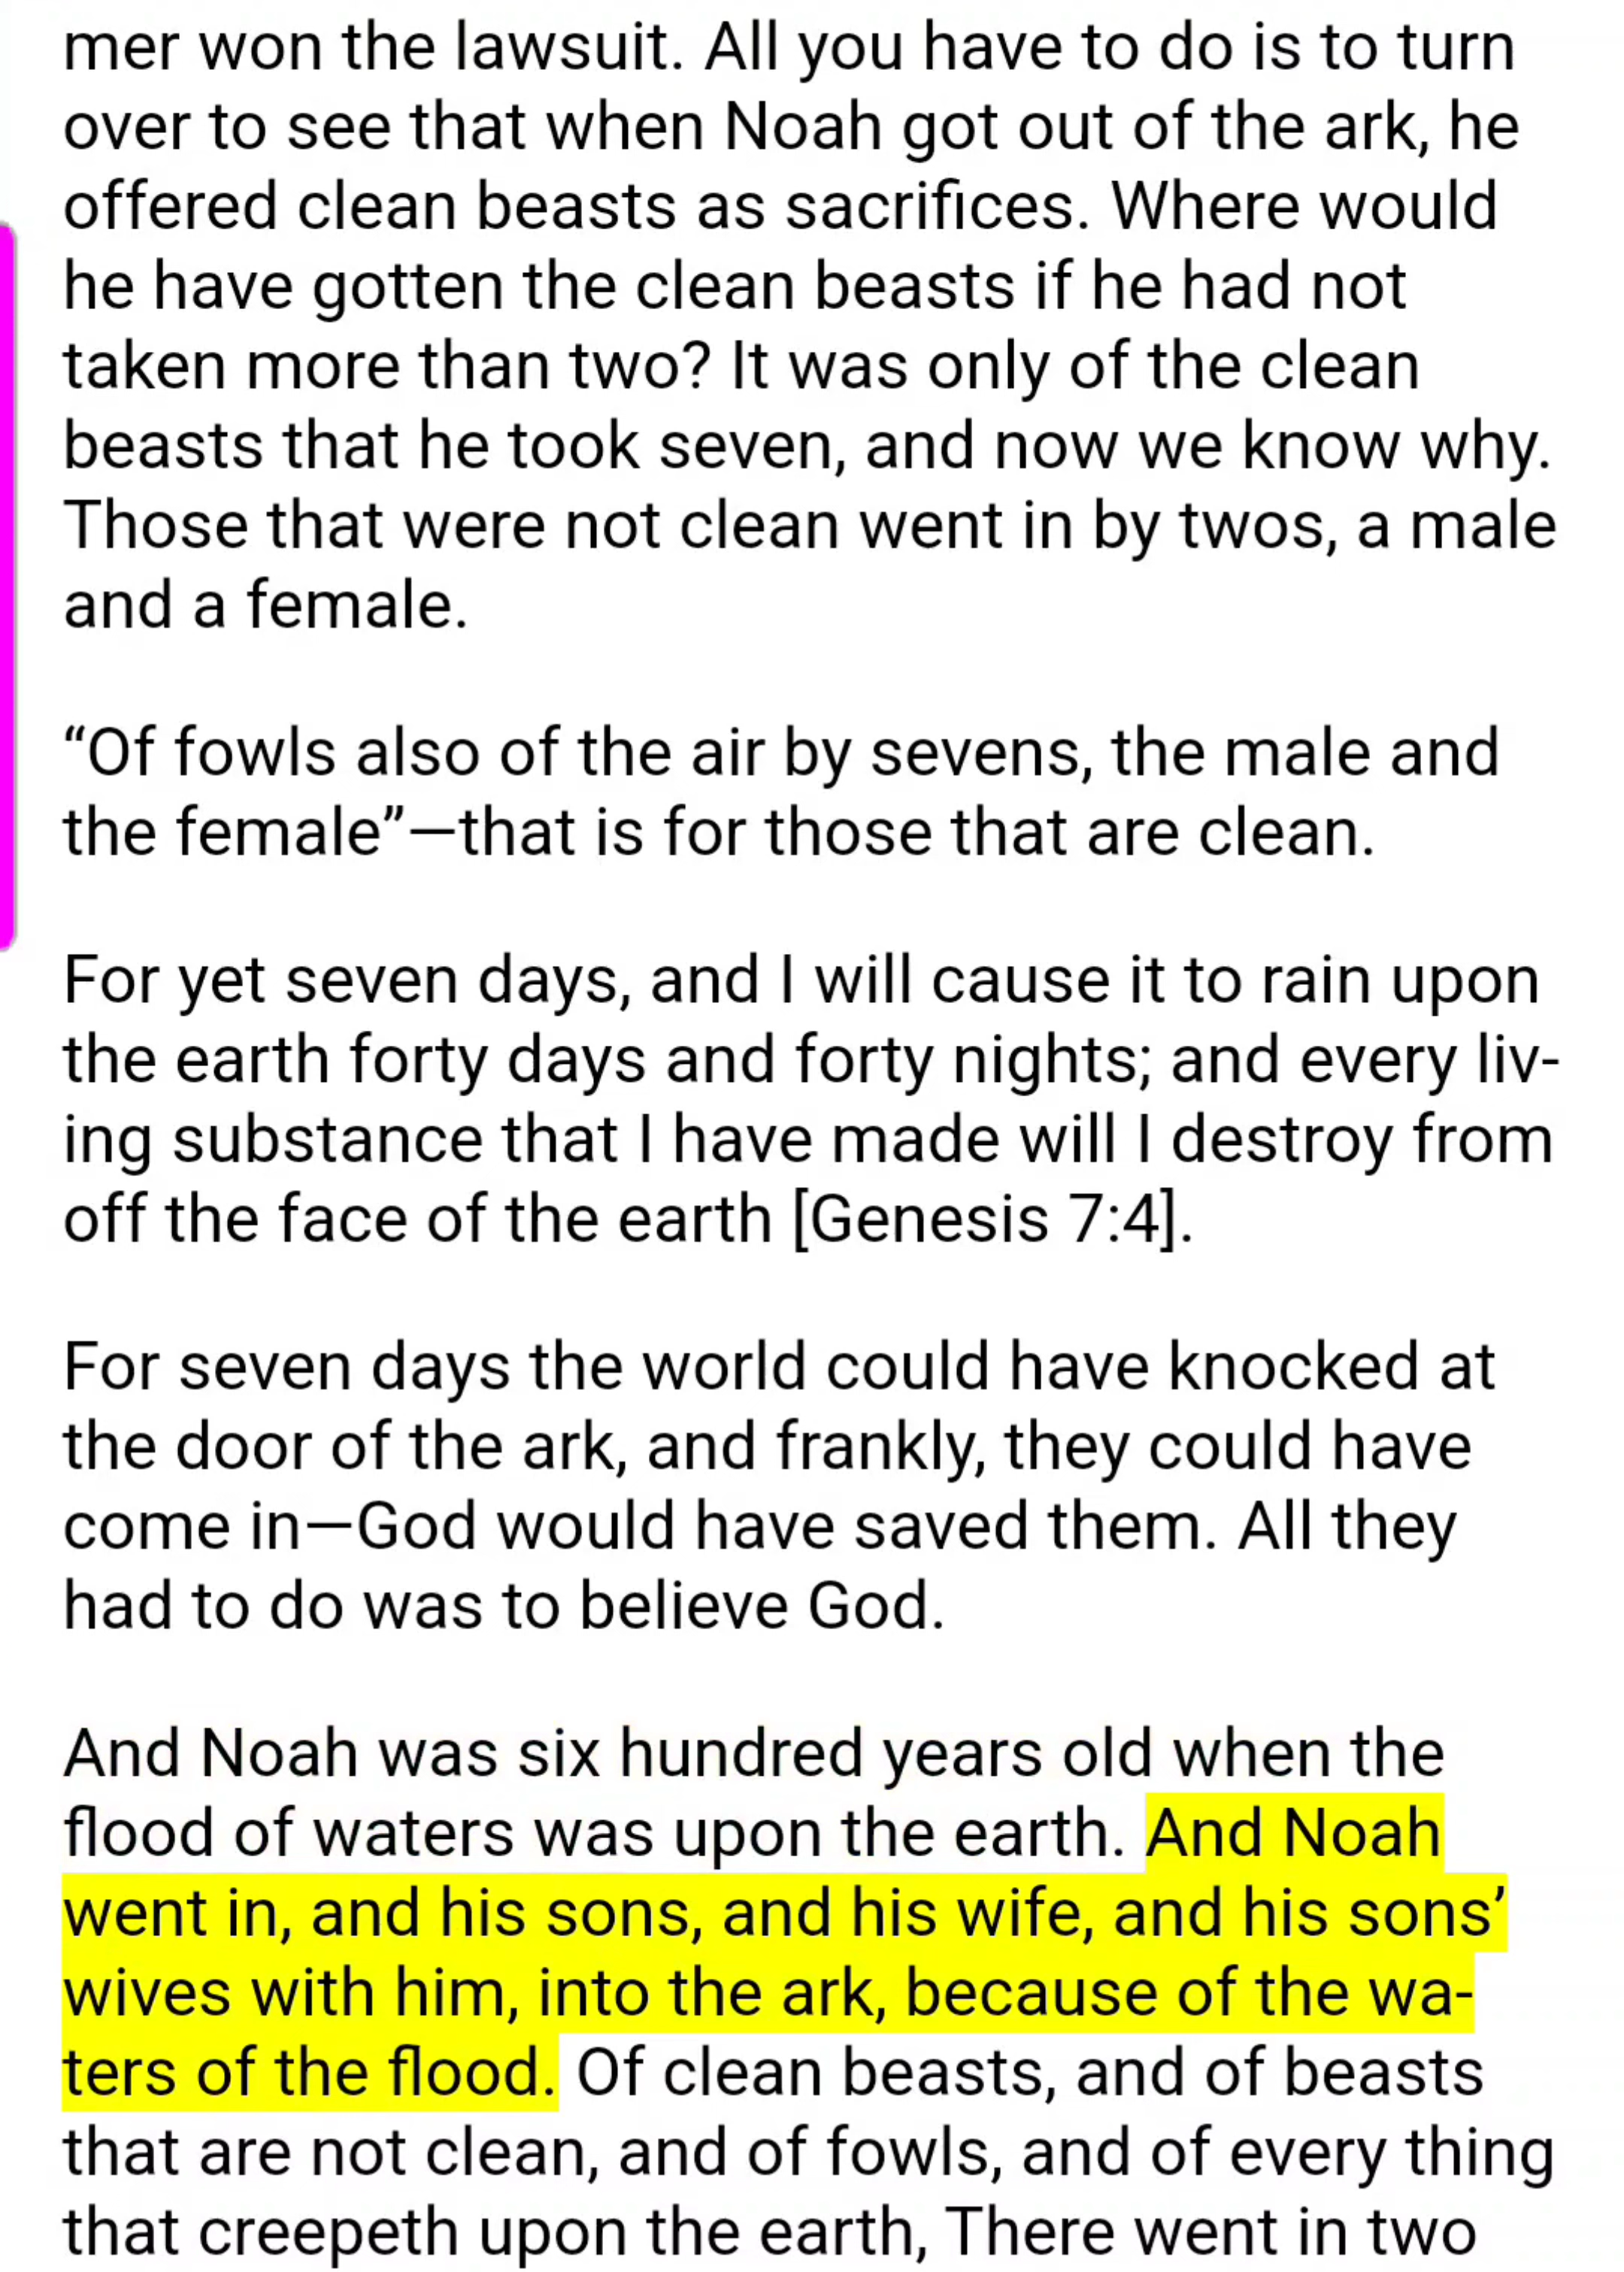 mer won the lawsuit. All you have to do is to turn
over to see that when Noah got out of the ark, he
offered clean beasts as sacrifices. Where would
he have gotten the clean beasts if he had not
taken more than two? It was only of the clean
beasts that he took seven, and now we know why.
Those that were not clean went in by twos, a male
and a female.
“Of fowls also of the air by sevens, the male and
the female”—that is for those that are clean.
For yet seven days, and I will cause it to rain upon
the earth forty days and forty nights; and every liv-
ing substance that I have made will I destroy from
off the face of the earth [Genesis 7:4].
For seven days the world could have knocked at
the door of the ark, and frankly, they could have
come in—God would have saved them. All they
had to do was to believe God.
And Noah was six hundred years old when the
flood of waters was upon the earth. And Noah
went in, and his sons, and his wife, and his sons’
wives with him, into the ark, because of the wa-
ters of the flood. Of clean beasts, and of beasts
that are not clean, and of fowls, and of every thing
that creepeth upon the earth, There went in two